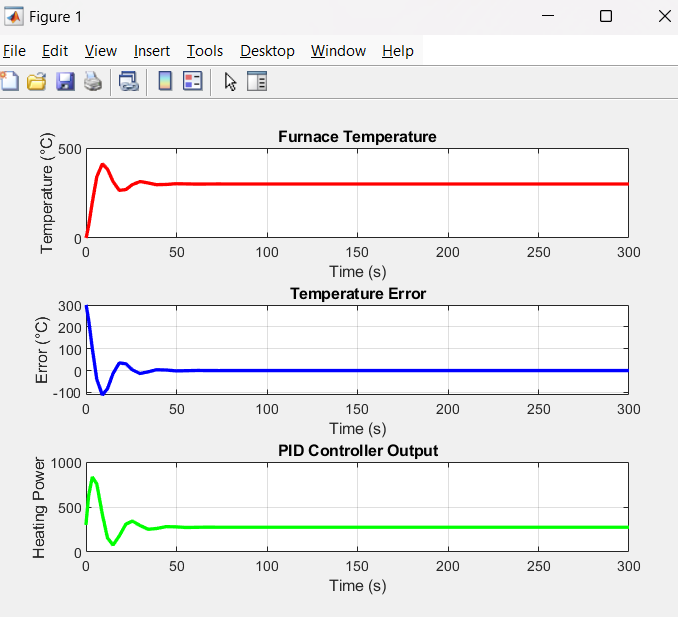 Figure 1
File Edit View Insert Tools Desktop Window Help
Furnace Temperature
Temperature (°C)
500
0
0 50 100 150 200 250 300
Time (s)
Temperature Error
Error (°C)
300
200
100
0
-100
0 50 100 150 200 250 300
Time (s)
PID Controller Output
Heating Power
1000
500
0
0 50 100 150 200 250 300
Time (s)